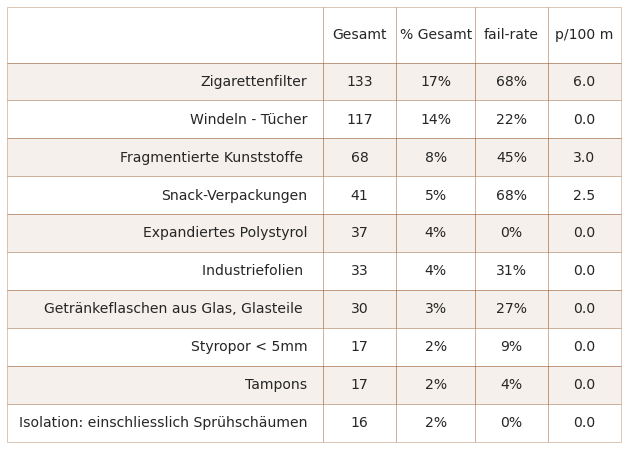 Gesamt % Gesamt fail-rate p/100 m
Zigarettenfilter 133 17% 68% 6.0
Windeln - Tücher 117 14% 22% 0.0
Fragmentierte Kunststoffe 68 8% 45% 3.0
Snack-Verpackungen 41 5% 68% 2.5
Expandiertes Polystyrol 37 4% 0% 0.0
Industriefolien 33 4% 31% 0.0
Getränkeflaschen aus Glas, Glasteile 30 3% 27% 0.0
Styropor < 5mm 17 2% 9% 0.0
Tampons 17 2% 4% 0.0
Isolation: einschliesslich Sprühschäumen 16 2% 0% 0.0